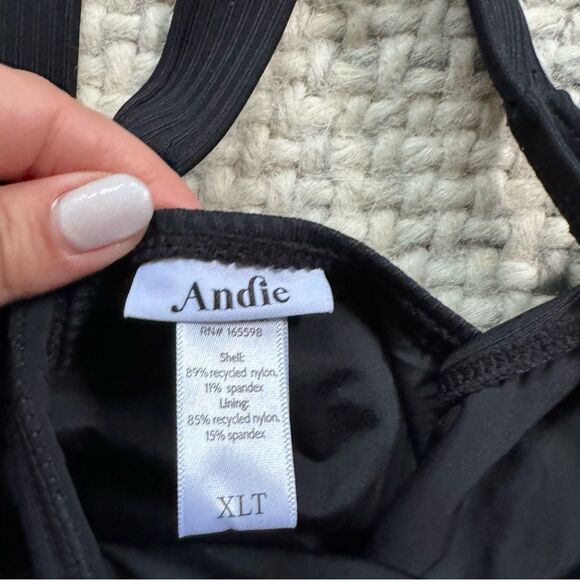 Andie
RN# 165598
Shell:
89% recycled nylon,
11% spandex
Lining:
85% recycled nylon,
15% spandex
XLT